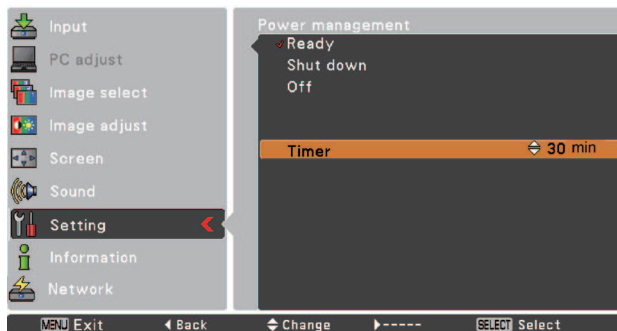 Input
PC adjust
Image select
Image adjust
Screen
Sound
Setting
Information
Network
Power management
Ready
Shut down
Off
Timer 30 min
MENU Exit Back Change ----- SELECT Select